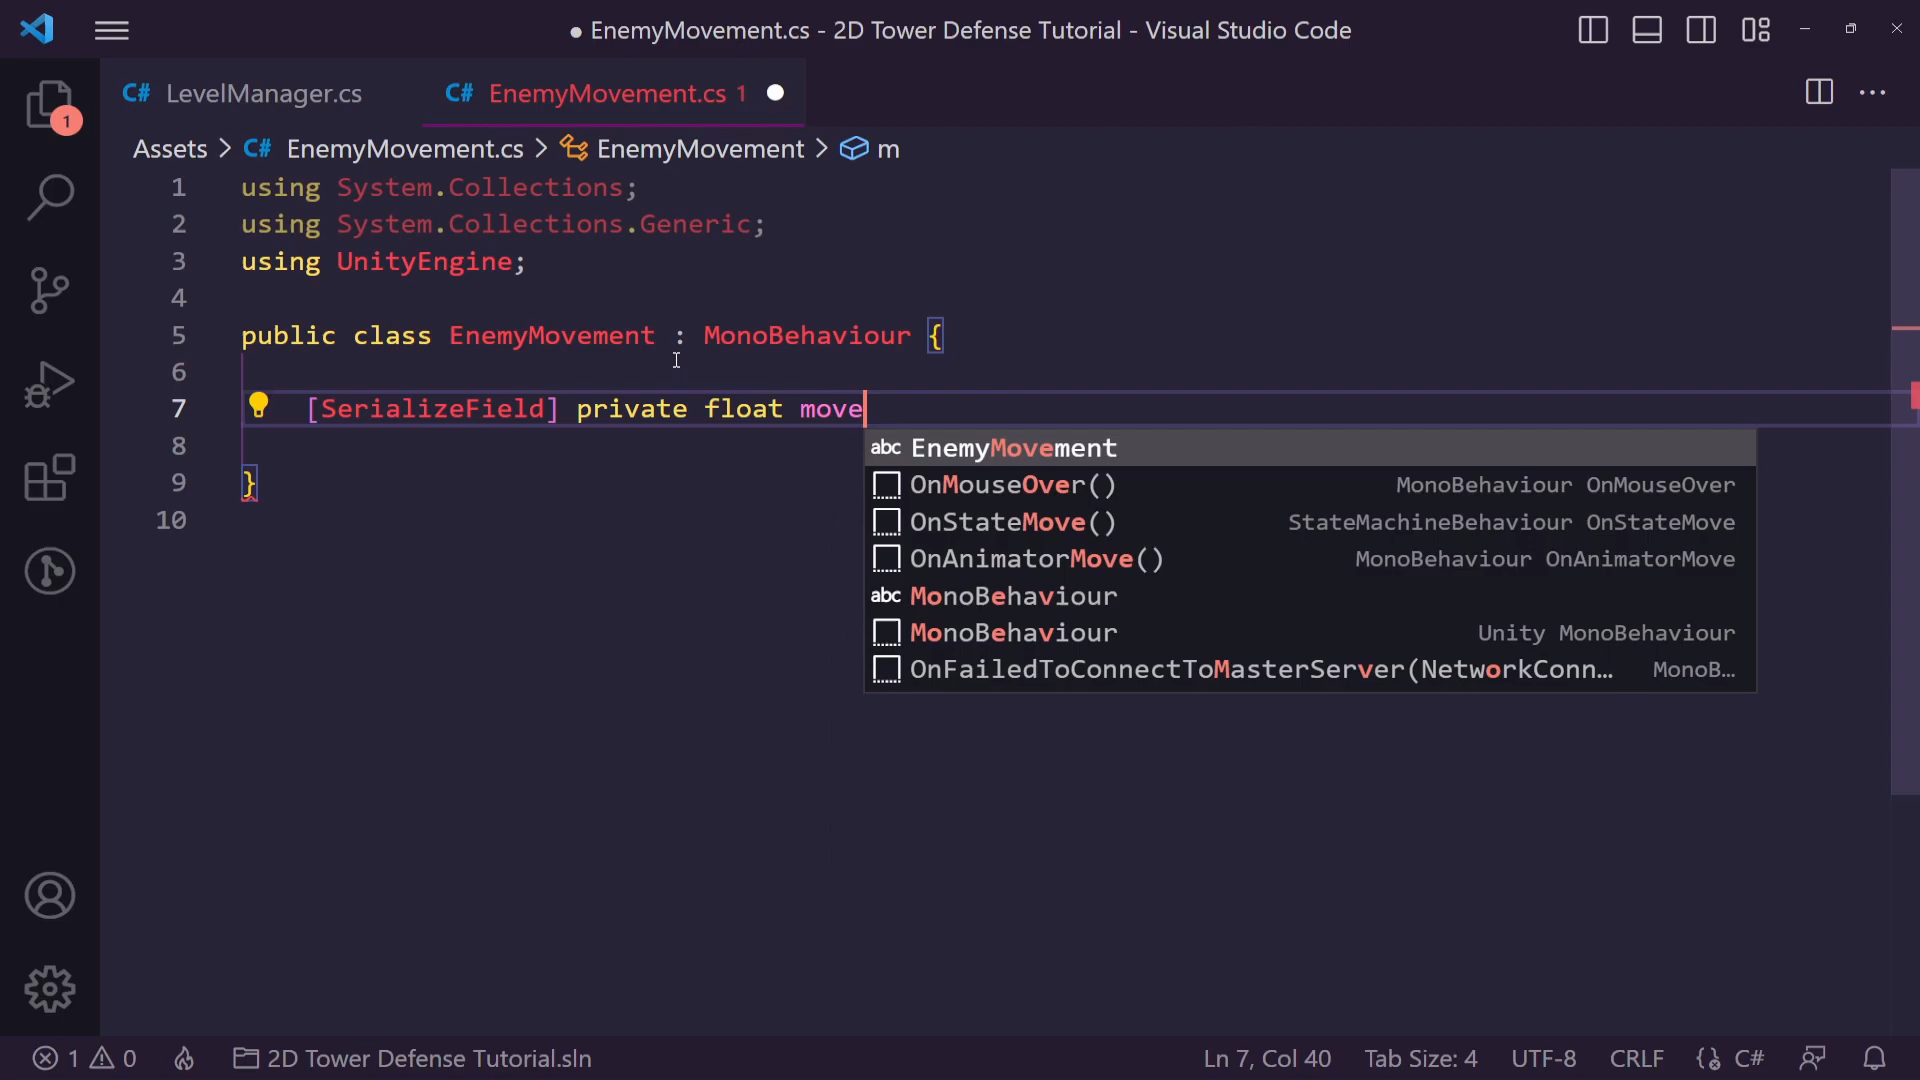 EnemyMovement.cs - 2D Tower Defense Tutorial - Visual Studio Code
C# LevelManager.cs
C# EnemyMovement.cs 1
1
Assets > C# EnemyMovement.cs > EnemyMovement > m
1 using System.Collections;
2 using System.Collections.Generic;
3 using UnityEngine;
4
5 public class EnemyMovement : MonoBehaviour {
6
7 [SerializeField] private float move
8
9 }
10
abc EnemyMovement
OnMouseOver() MonoBehaviour OnMouseOver
OnStateMove() StateMachineBehaviour OnStateMove
OnAnimatorMove() MonoBehaviour OnAnimatorMove
abc MonoBehaviour
MonoBehaviour Unity MonoBehaviour
OnFailedToConnectToMasterServer(NetworkConn... MonoB...
1 0 2D Tower Defense Tutorial.sln Ln 7, Col 40 Tab Size: 4 UTF-8 CRLF C#